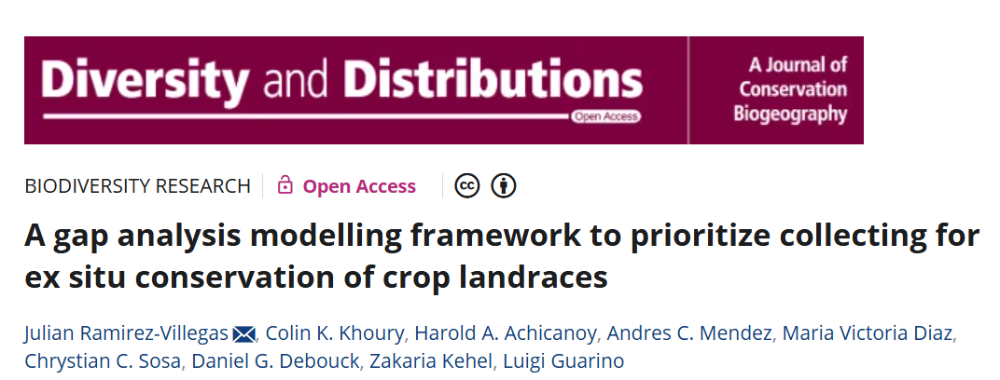 Diversity and Distributions
Open Access
A Journal of
Conservation
Biogeography
BIODIVERSITY RESEARCH
Open Access
cc
A gap analysis modelling framework to prioritize collecting for
ex situ conservation of crop landraces
Julian Ramirez-Villegas, Colin K. Khoury, Harold A. Achicanoy, Andres C. Mendez, Maria Victoria Diaz,
Chrystian C. Sosa, Daniel G. Debouck, Zakaria Kehel, Luigi Guarino